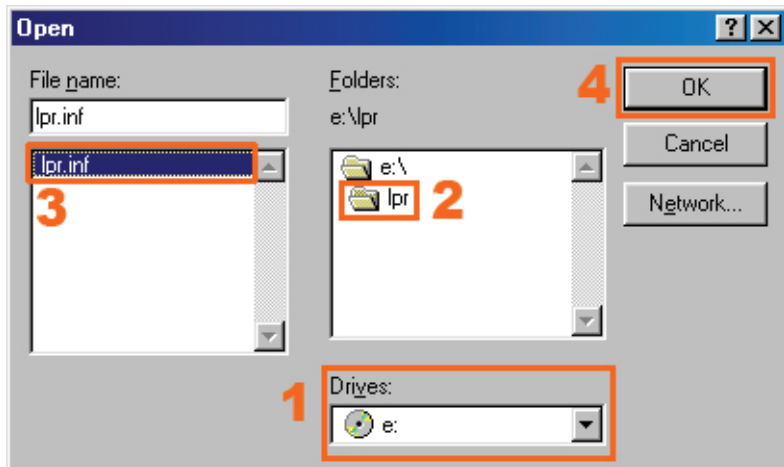 Open
File name:
lpr.inf
lpr.inf
3
Folders:
e:\lpr
e:\
lpr
2
Drives:
e:
1
4
OK
Cancel
Network...